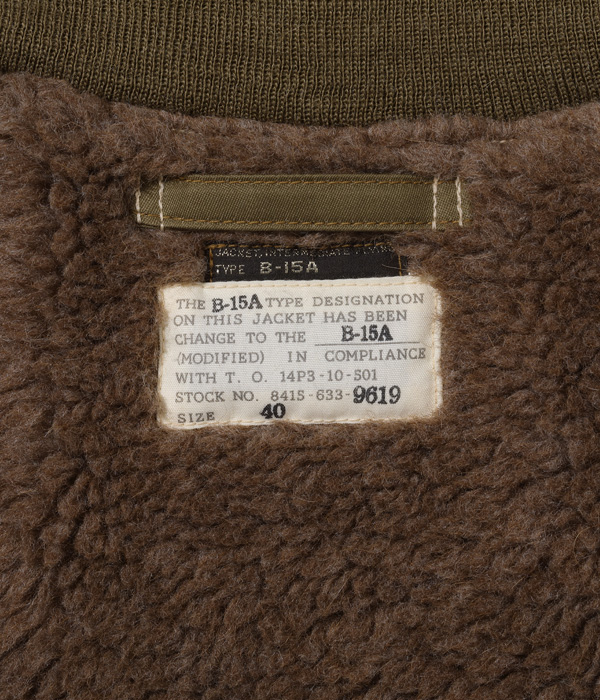 JACKET, INTERMEDIATE FLYING
TYPE B-15A
THE B-15A TYPE DESIGNATION
ON THIS JACKET HAS BEEN
CHANGE TO THE B-15A
(MODIFIED) IN COMPLIANCE
WITH T. O. 14P3-10-501
STOCK NO. 8415-633-9619
SIZE 40